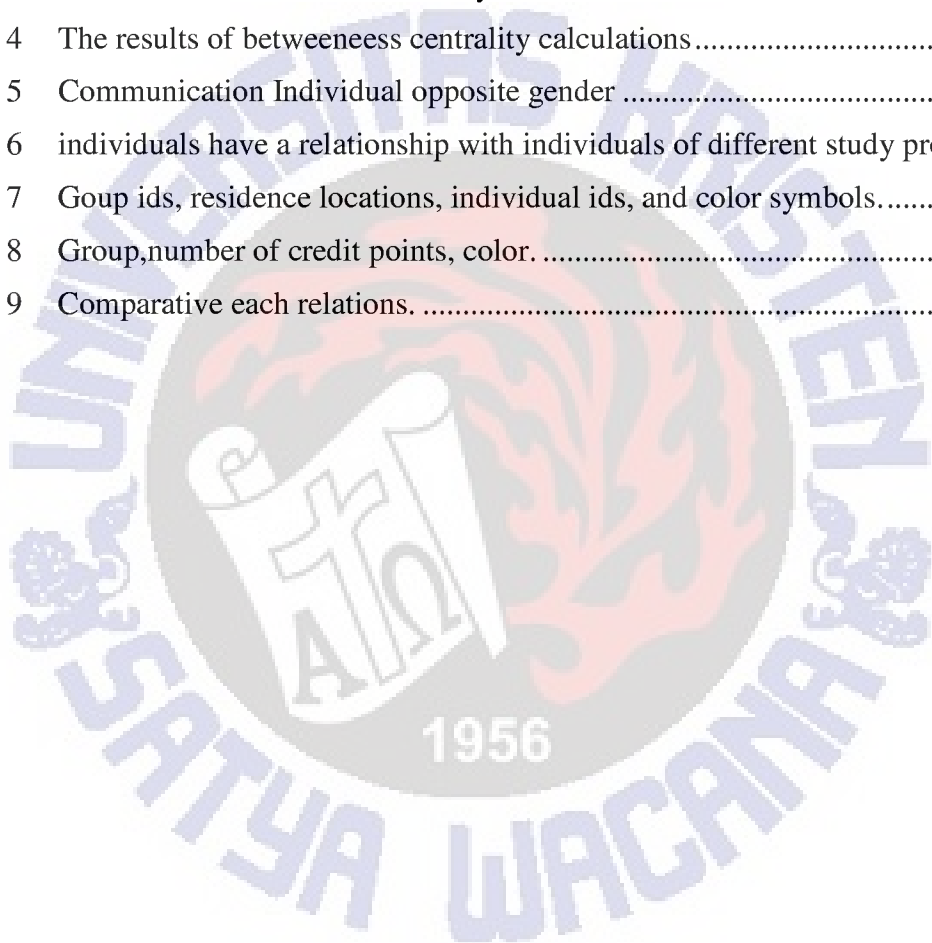 4 The results of betweeneess centrality calculations..............................
5 Communication Individual opposite gender .......................................
6 individuals have a relationship with individuals of different study
7 Goup ids, residence locations, individual ids, and color symbols.......
8 Group,number of credit points, color. .................................................
9 Comparative each relations. .................................................................
UNIVERSITAS KRISTEN
ΑΩ
1956
SATYA WACANA